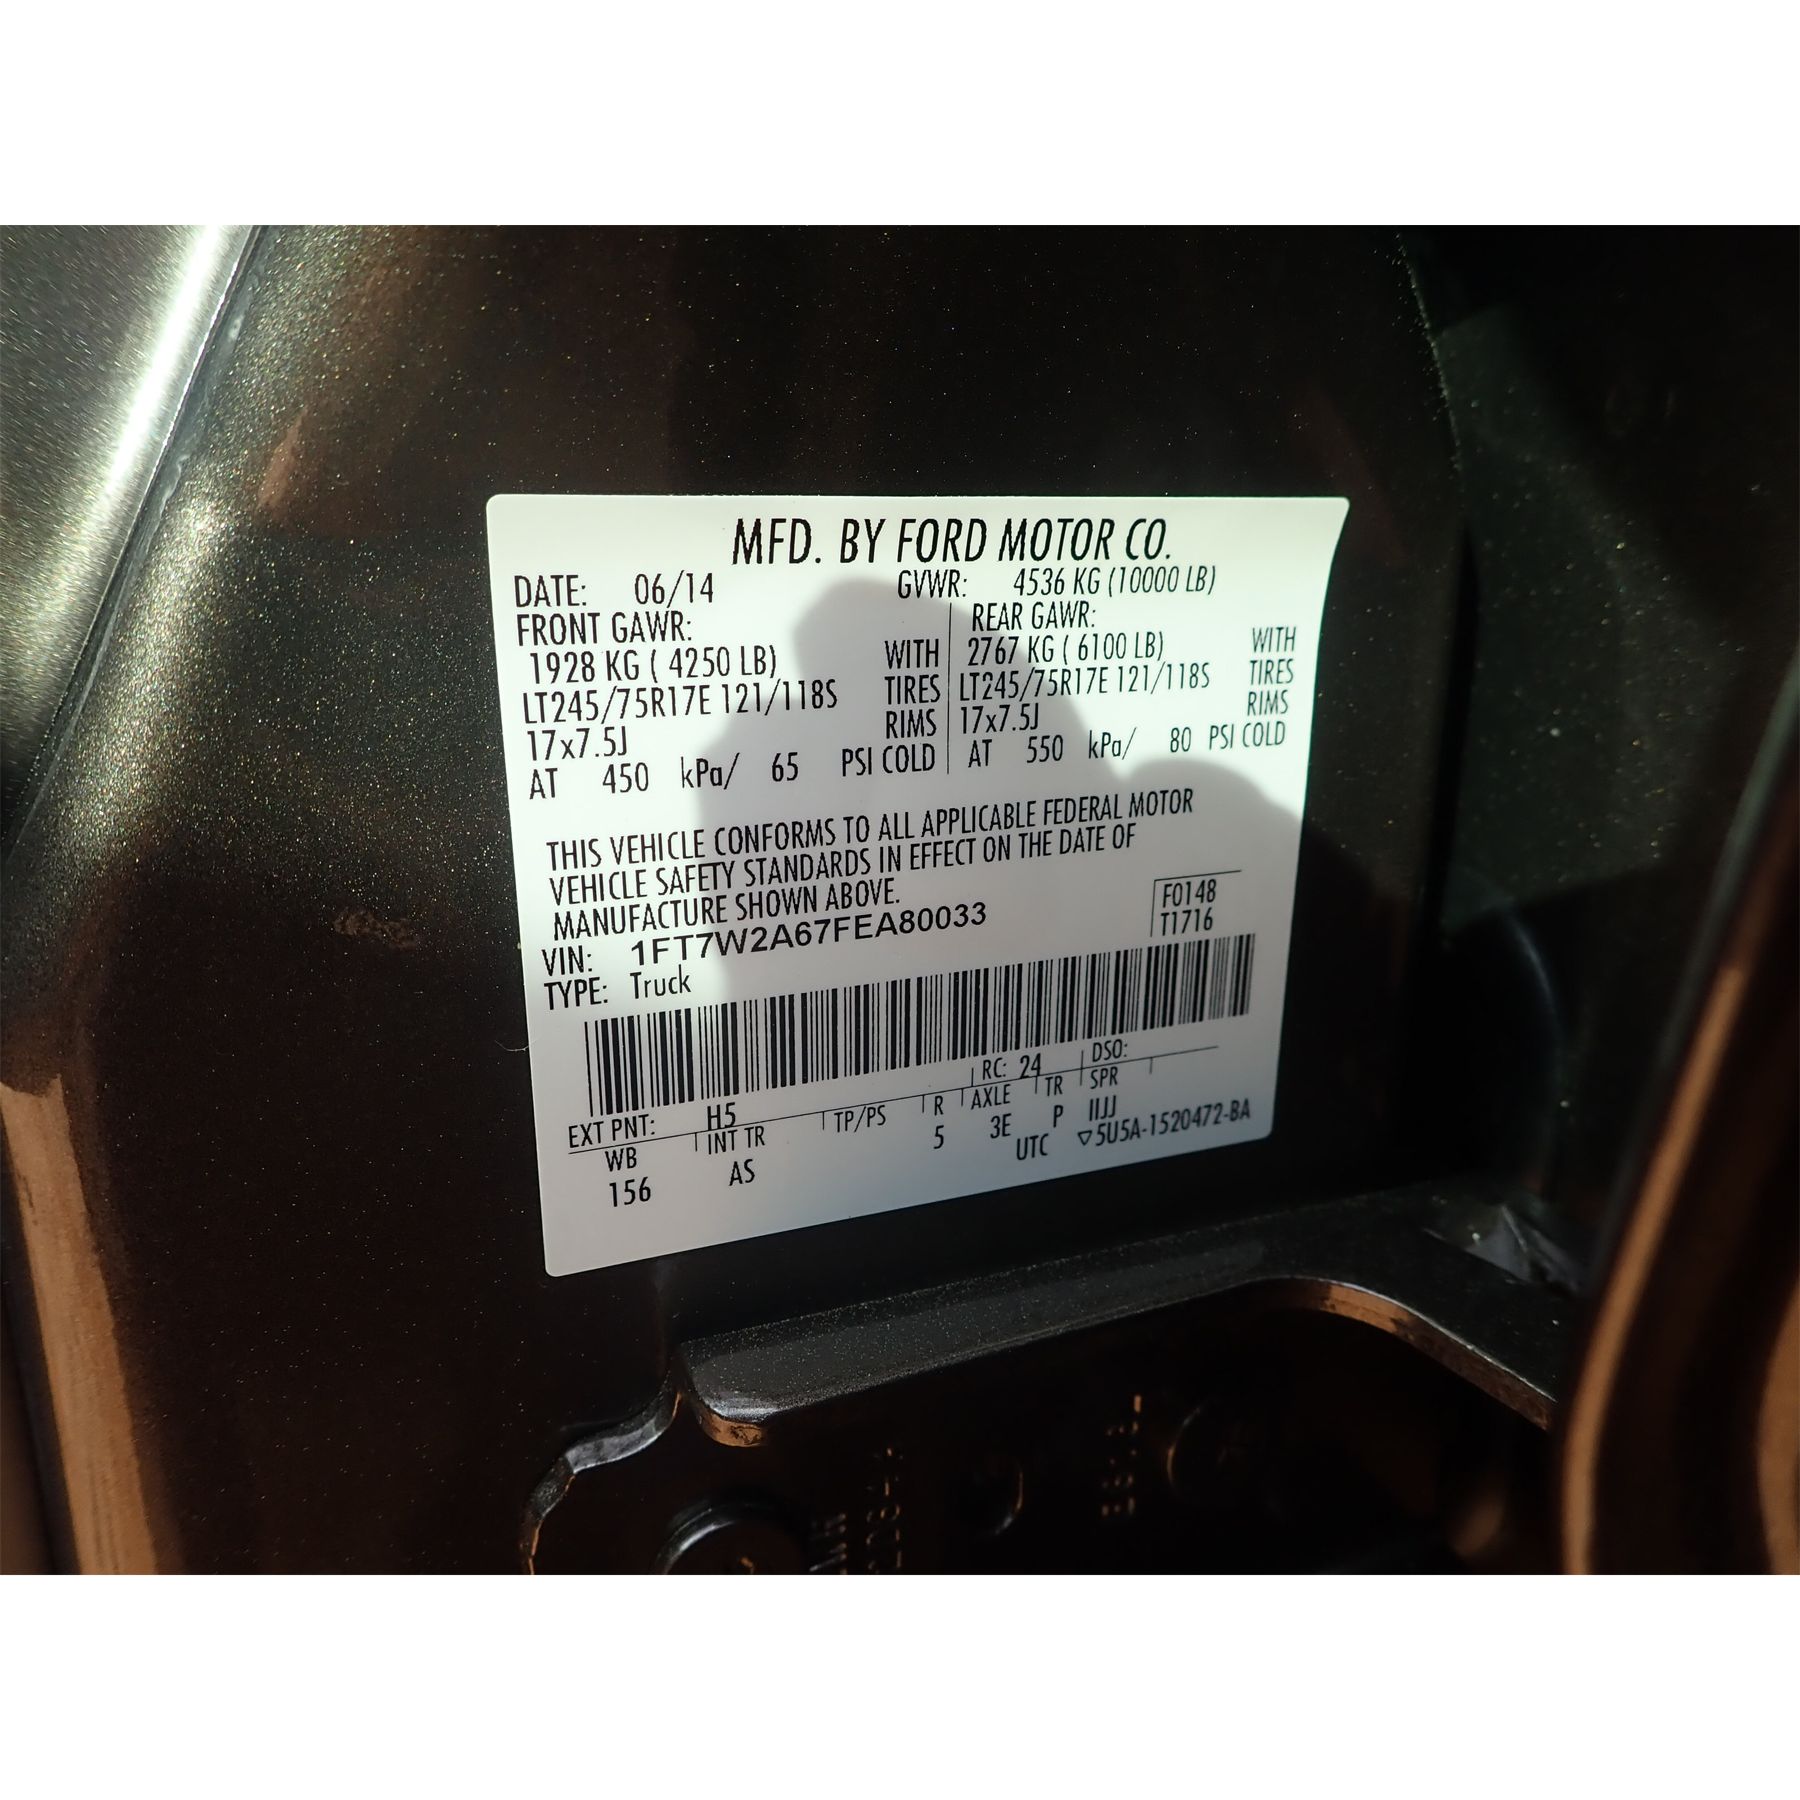 MFD. BY FORD MOTOR CO.
DATE: 06/14 GVWR: 4536 KG (10000 LB)
FRONT GAWR: REAR GAWR:
1928 KG ( 4250 LB) WITH 2767 KG ( 6100 LB) WITH
LT245/75R17E 121/118S TIRES LT245/75R17E 121/118S TIRES
17x7.5J RIMS 17x7.5J RIMS
AT 450 kPa/ 65 PSI COLD AT 550 kPa/ 80 PSI COLD
THIS VEHICLE CONFORMS TO ALL APPLICABLE FEDERAL MOTOR
VEHICLE SAFETY STANDARDS IN EFFECT ON THE DATE OF
MANUFACTURE SHOWN ABOVE.
VIN: 1FT7W2A67FEA80033 F0148
TYPE: Truck T1716
EXT PNT: H5 RC: 24 DSO:
WB INT TR TP/PS R AXLE TR SPR
156 AS 5 3E P IIJJ
UTC ▽5U5A-1520472-BA